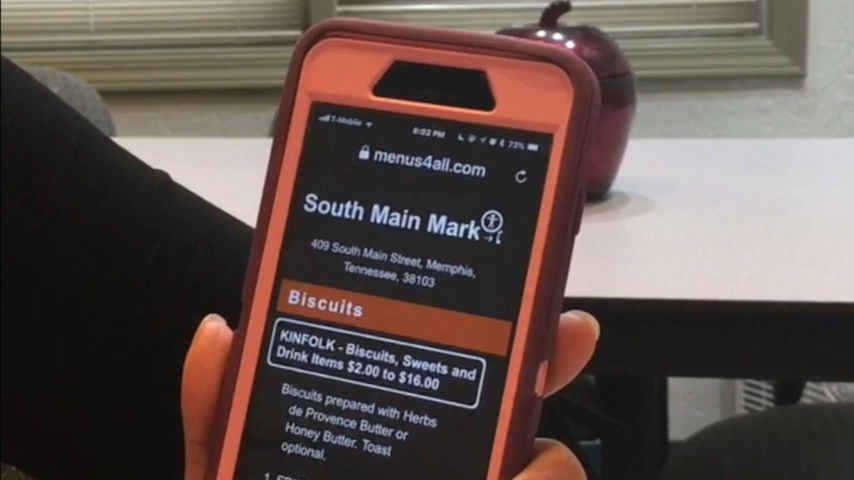 T-Mobile 6:02 PM 73%
menus4all.com
South Main Mark
409 South Main Street, Memphis,
Tennessee, 38103
Biscuits
KINFOLK - Biscuits, Sweets and
Drink Items $2.00 to $16.00
Biscuits prepared with Herbs
de Provence Butter or
Honey Butter. Toast
optional.
1.